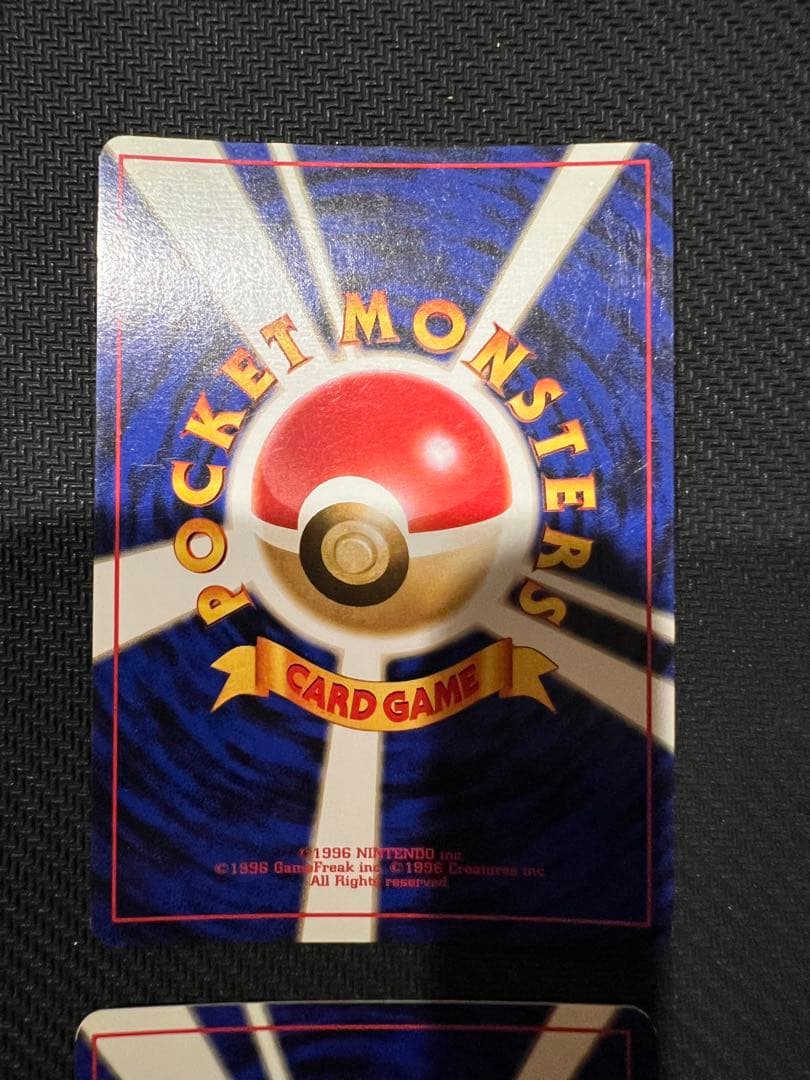 POCKET MONSTERS
CARD GAME
©1996 NINTENDO inc.
©1996 GameFreak inc. ©1996 Creatures inc.
All Rights reserved.